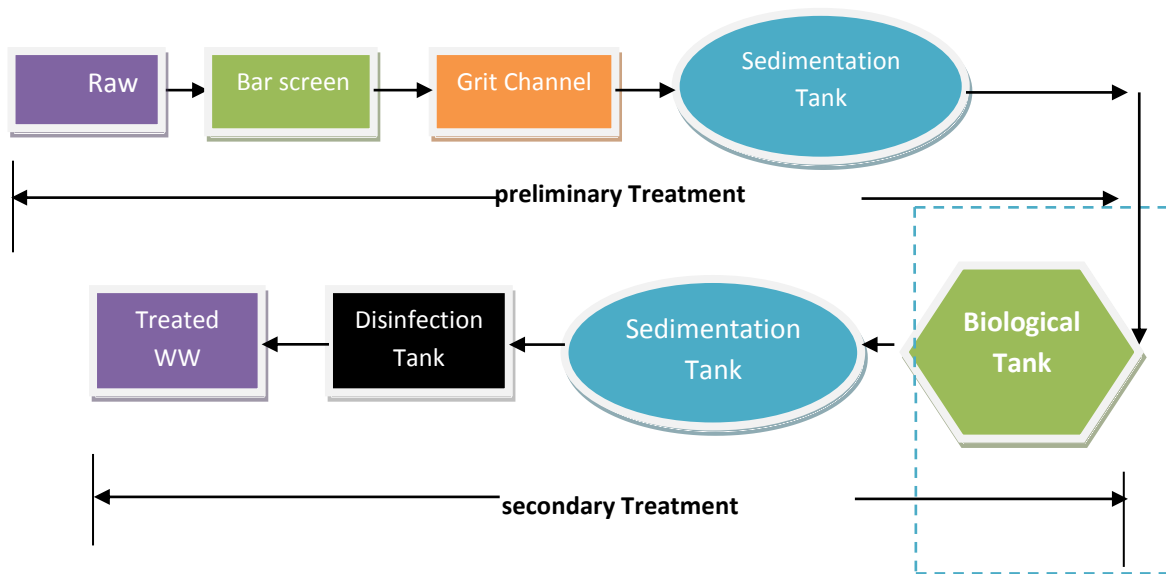 Raw
Bar screen
Grit Channel
Sedimentation
Tank
preliminary Treatment
Biological
Tank
Sedimentation
Tank
Disinfection
Tank
Treated
WW
secondary Treatment